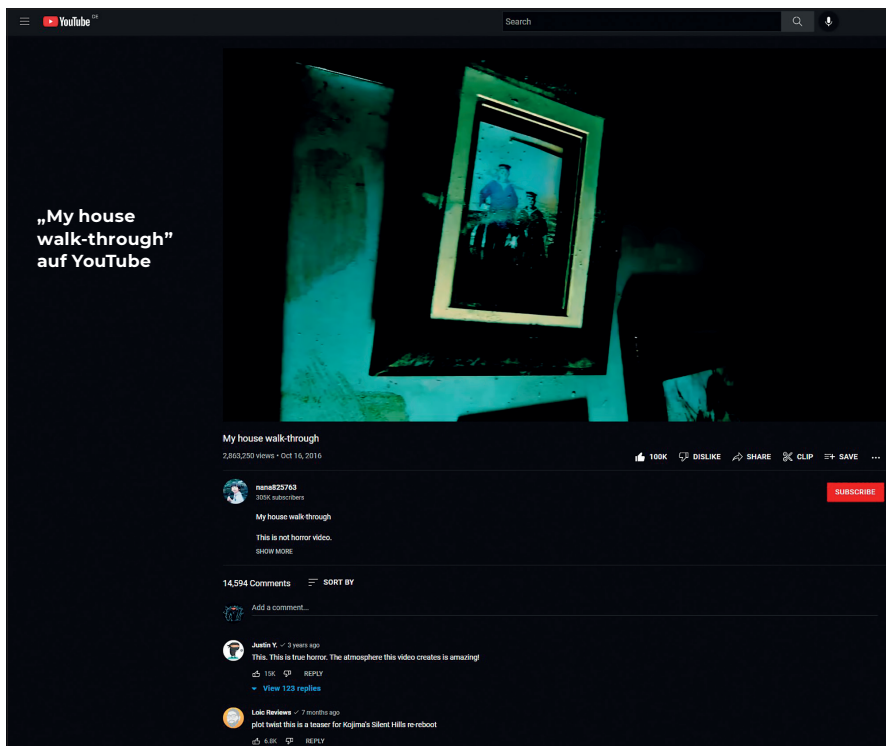 YouTube DE
Search
„My house
walk-through”
auf YouTube
My house walk-through
2,863,250 views • Oct 16, 2016
100K DISLIKE SHARE CLIP SAVE ...
nana825763
305K subscribers
SUBSCRIBE
My house walk-through
This is not horror video.
SHOW MORE
14,594 Comments SORT BY
Add a comment...
Justin Y. 3 years ago
This. This is true horror. The atmosphere this video creates is amazing!
15K REPLY
View 123 replies
Loic Reviews 7 months ago
plot twist this is a teaser for Kojima's Silent Hills re-reboot
6.8K REPLY